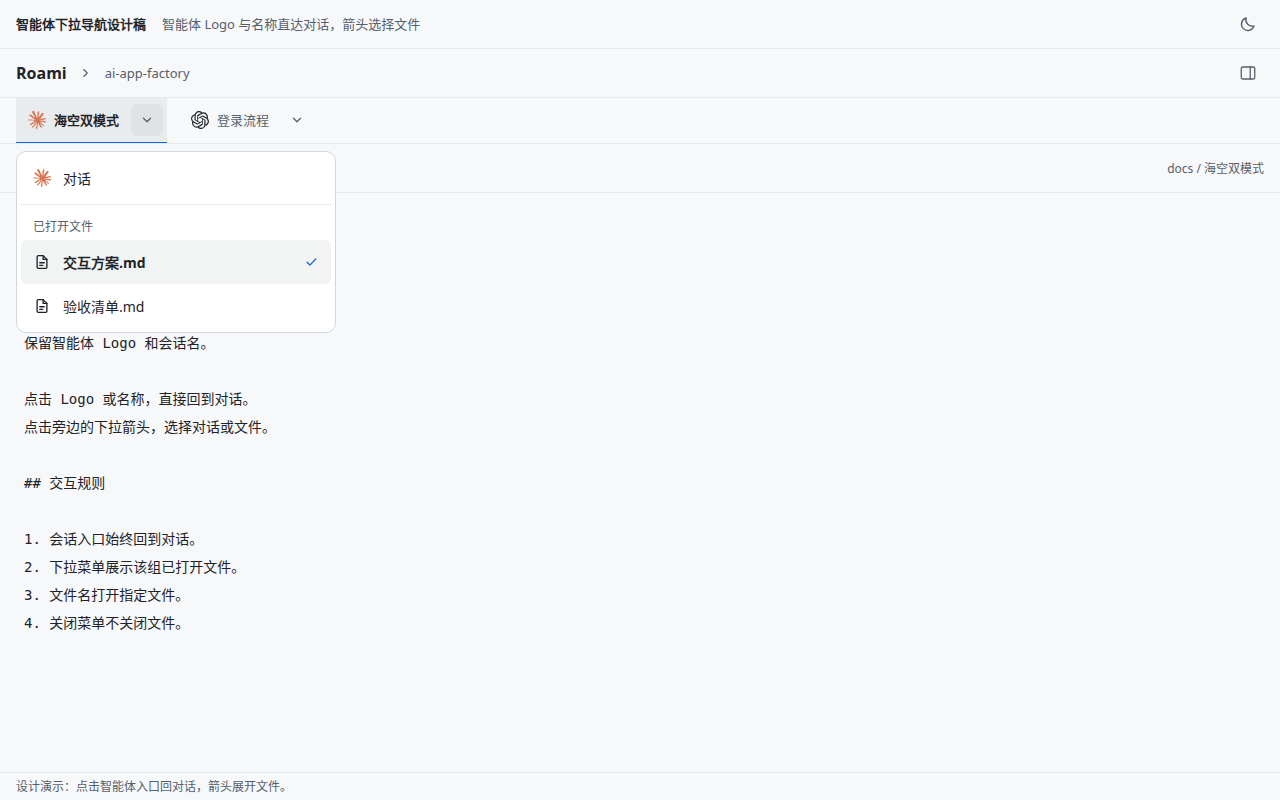 智能体下拉导航设计稿 智能体 Logo 与名称直达对话，箭头选择文件
Roami ai-app-factory
海空双模式 登录流程
docs / 海空双模式
对话
已打开文件
交互方案.md
验收清单.md
保留智能体 Logo 和会话名。
点击 Logo 或名称，直接回到对话。
点击旁边的下拉箭头，选择对话或文件。
## 交互规则
1. 会话入口始终回到对话。
2. 下拉菜单展示该组已打开文件。
3. 文件名打开指定文件。
4. 关闭菜单不关闭文件。
设计演示：点击智能体入口回对话，箭头展开文件。